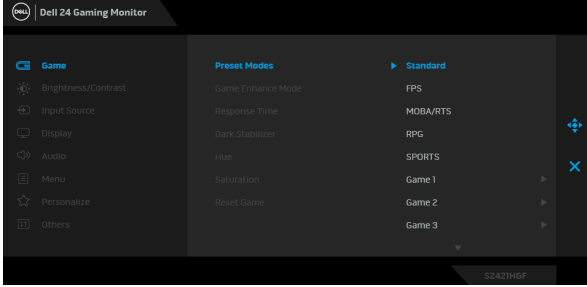 DELL
Dell 24 Gaming Monitor
Game
Brightness/Contrast
Input Source
Display
Audio
Menu
Personalize
Others
Preset Modes
Game Enhance Mode
Response Time
Dark Stabilizer
Hue
Saturation
Reset Game
Standard
FPS
MOBA/RTS
RPG
SPORTS
Game 1
Game 2
Game 3
S2421HGF